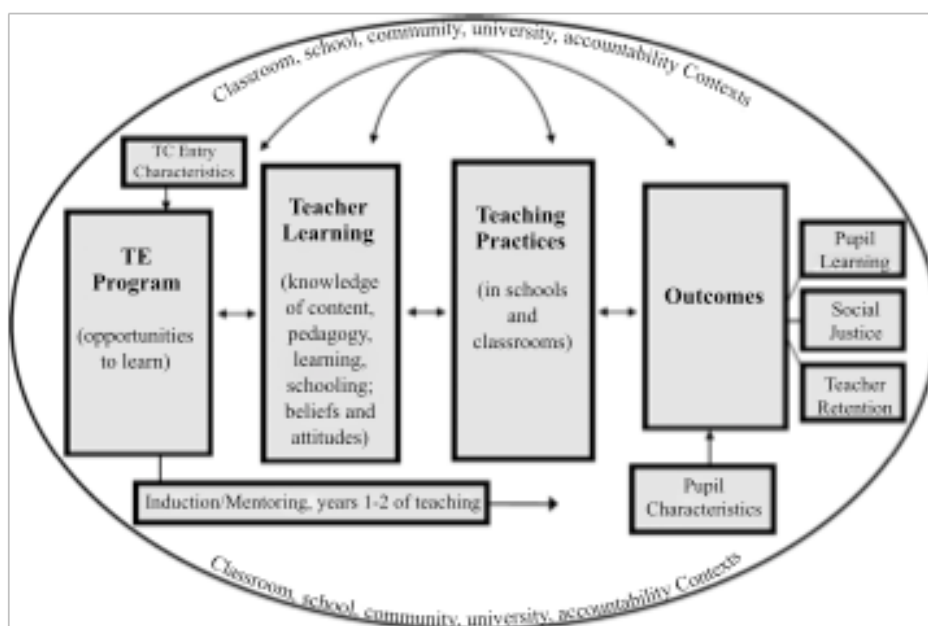 Classroom, school, community, university, accountability Contexts
TC Entry
Characteristics
TE
Program
(opportunities
to learn)
Teacher
Learning
(knowledge
of content,
pedagogy,
learning,
schooling;
beliefs and
attitudes)
Teaching
Practices
(in schools
and
classrooms)
Outcomes
Pupil
Learning
Social
Justice
Teacher
Retention
Induction/Mentoring, years 1-2 of teaching
Pupil
Characteristics
Classroom, school, community, university, accountability Contexts